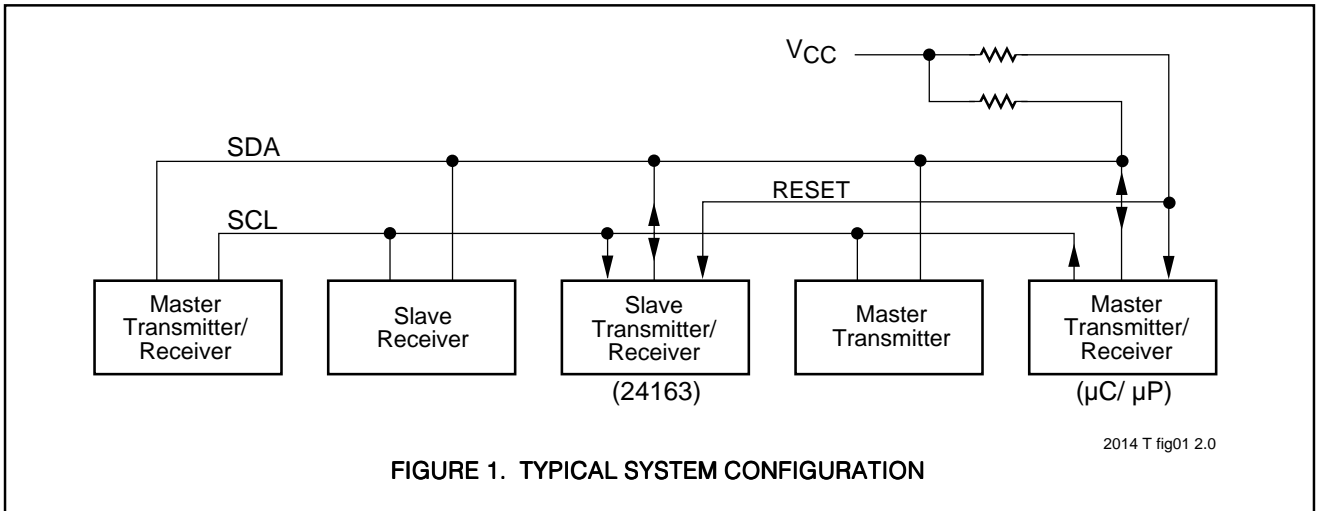 VCC
SDA
RESET
SCL
Master
Transmitter/
Receiver
Slave
Receiver
Slave
Transmitter/
Receiver
Master
Transmitter
Master
Transmitter/
Receiver
(24163)
(µC/ µP)
2014 T fig01 2.0
FIGURE 1. TYPICAL SYSTEM CONFIGURATION